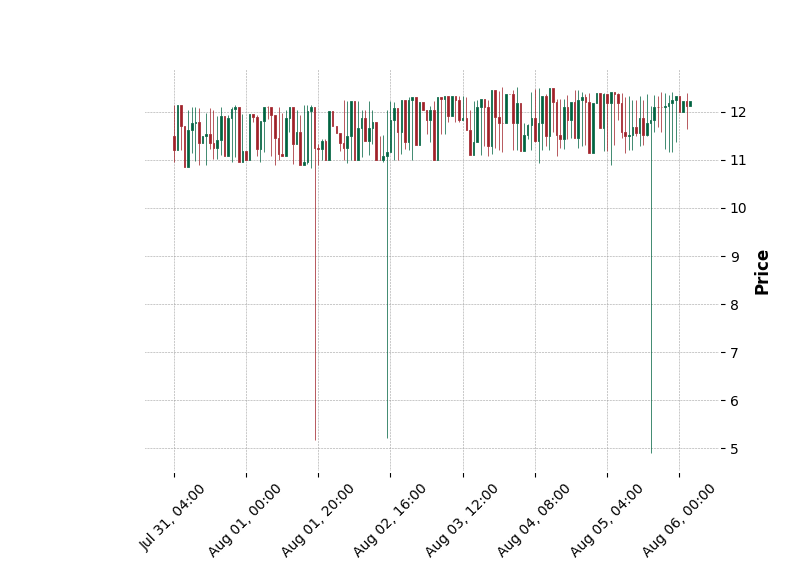 12
11
10
9
8
7
6
5
Price
Jul 31, 04:00
Aug 01, 00:00
Aug 01, 20:00
Aug 02, 16:00
Aug 03, 12:00
Aug 04, 08:00
Aug 05, 04:00
Aug 06, 00:00